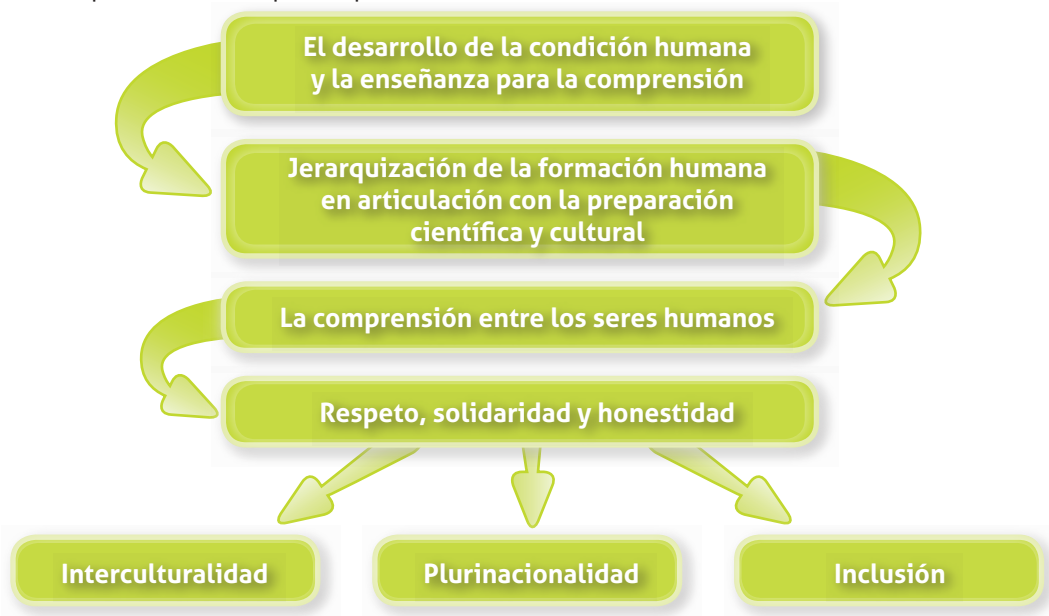 El desarrollo de la condición humana
y la enseñanza para la comprensión
Jerarquización de la formación humana
en articulación con la preparación
científica y cultural
La comprensión entre los seres humanos
Respeto, solidaridad y honestidad
Interculturalidad
Plurinacionalidad
Inclusión